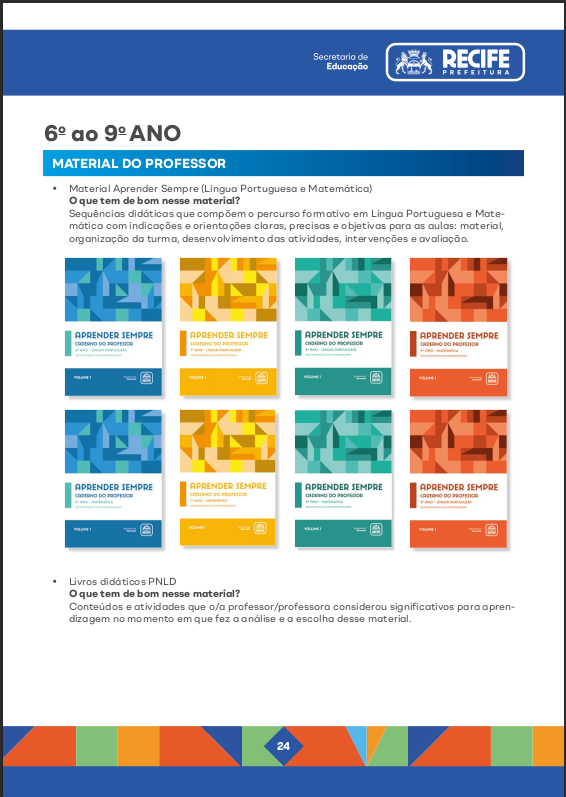 Secretaria de
Educação
RECIFE
PREFEITURA
6º ao 9º ANO
MATERIAL DO PROFESSOR
• Material Aprender Sempre (Língua Portuguesa e Matemática)
O que tem de bom nesse material?
Sequências didáticas que compõem o percurso formativo em Língua Portuguesa e Mate-
mática com indicações e orientações claras, precisas e objetivas para as aulas: material,
organização da turma, desenvolvimento das atividades, intervenções e avaliação.
APRENDER SEMPRE
CADERNO DO PROFESSOR
6º ANO - LÍNGUA PORTUGUESA
VOLUME 1
APRENDER SEMPRE
CADERNO DO PROFESSOR
7º ANO - LÍNGUA PORTUGUESA
VOLUME 1
APRENDER SEMPRE
CADERNO DO PROFESSOR
8º ANO - LÍNGUA PORTUGUESA
VOLUME 1
APRENDER SEMPRE
CADERNO DO PROFESSOR
9º ANO - MATEMÁTICA
VOLUME 1
APRENDER SEMPRE
CADERNO DO PROFESSOR
6º ANO - MATEMÁTICA
VOLUME 1
APRENDER SEMPRE
CADERNO DO PROFESSOR
7º ANO - MATEMÁTICA
VOLUME 1
APRENDER SEMPRE
CADERNO DO PROFESSOR
8º ANO - MATEMÁTICA
VOLUME 1
APRENDER SEMPRE
CADERNO DO PROFESSOR
9º ANO - LÍNGUA PORTUGUESA
VOLUME 1
• Livros didáticos PNLD
O que tem de bom nesse material?
Conteúdos e atividades que o/a professor/professora considerou significativos para apren-
dizagem no momento em que fez a análise e a escolha desse material.
24